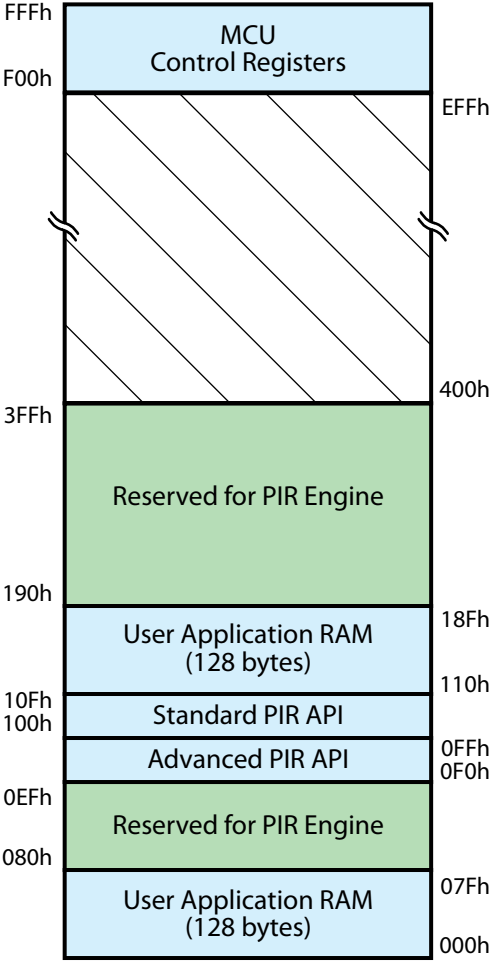 FFFh
MCU
Control Registers
F00h
EFFh
400h
3FFh
Reserved for PIR Engine
190h
18Fh
User Application RAM
(128 bytes)
110h
10Fh
100h
Standard PIR API
Advanced PIR API
0FFh
0F0h
0EFh
Reserved for PIR Engine
080h
07Fh
User Application RAM
(128 bytes)
000h